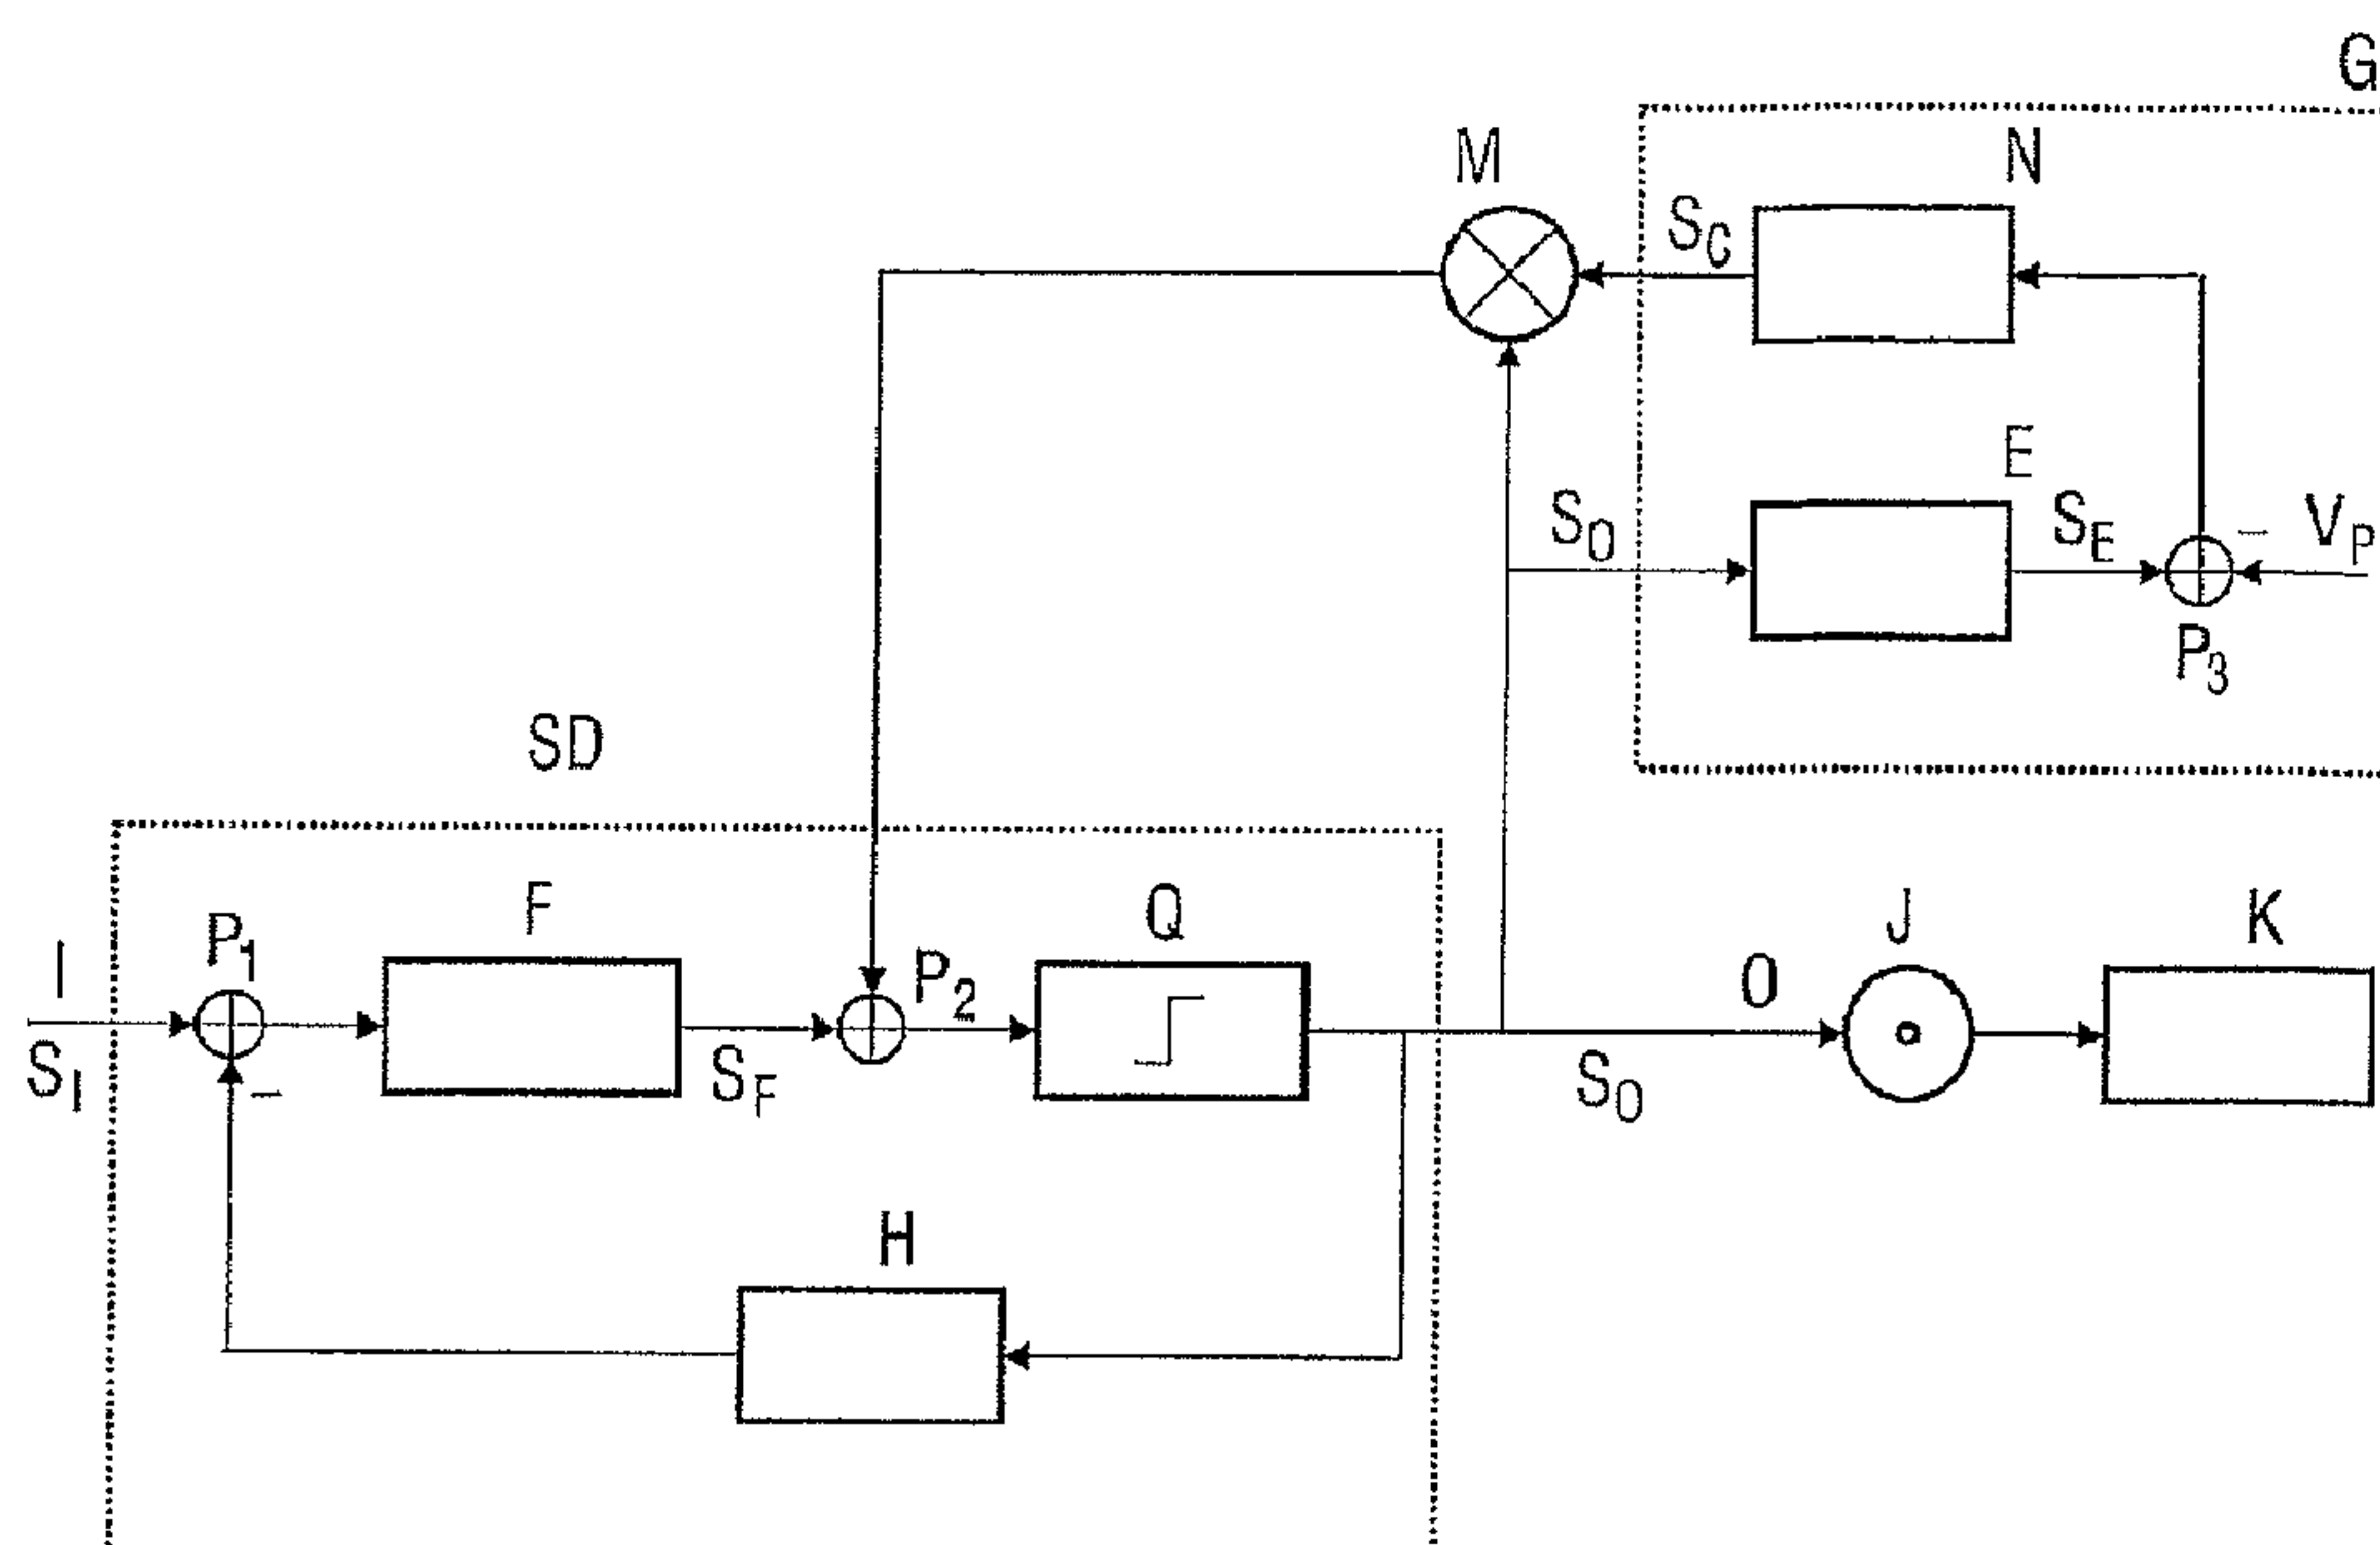 G
M
N
S_C
E
S_O
S_E
–
V_P
P_3
SD
I
P_1
F
P_2
Q
O
J
K
S_I
–
S_F
S_O
H